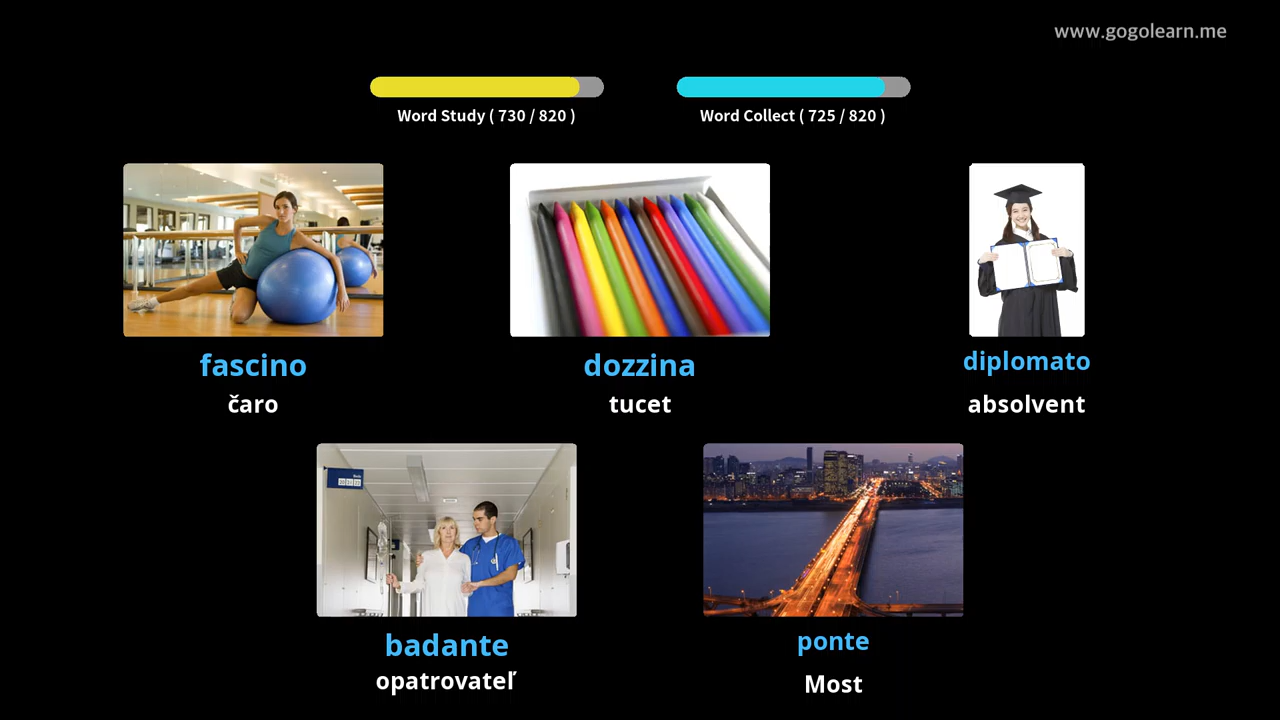 www.gogolearn.me
Word Study ( 730 / 820 )
Word Collect ( 725 / 820 )
fascino
čaro
dozzina
tucet
diplomato
absolvent
badante
opatrovateľ
ponte
Most